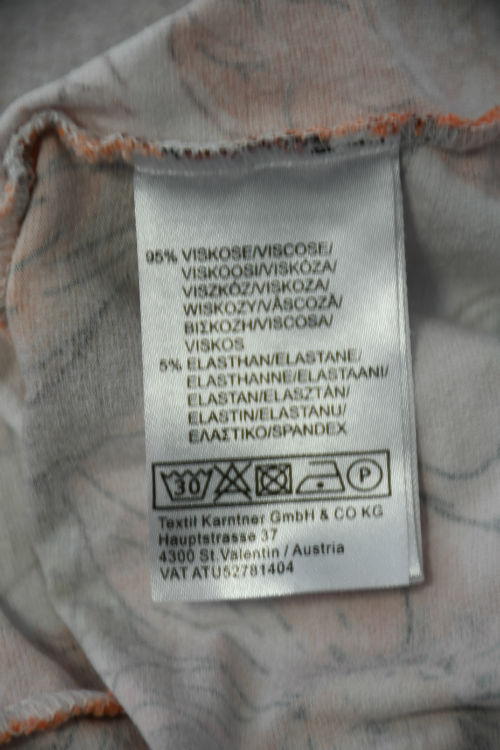 95% VISKOSE/VISCOSE/
VISKOOSI/VISKÓZA/
VISZKÓZ/VISKOZA/
WISKOZY/VÂSCOZĂ/
ΒΙΣΚΟΖΗ/VISCOSA/
VISKOS
5% ELASTHAN/ELASTANE/
ELASTHANNE/ELASTAANI/
ELASTAN/ELASZTÁN/
ELASTIN/ELASTANU/
ΕΛΑΣΤΙΚΟ/SPANDEX
30 P
Textil Karntner GmbH & CO KG
Hauptstrasse 37
4300 St.Valentin / Austria
VAT ATU52781404